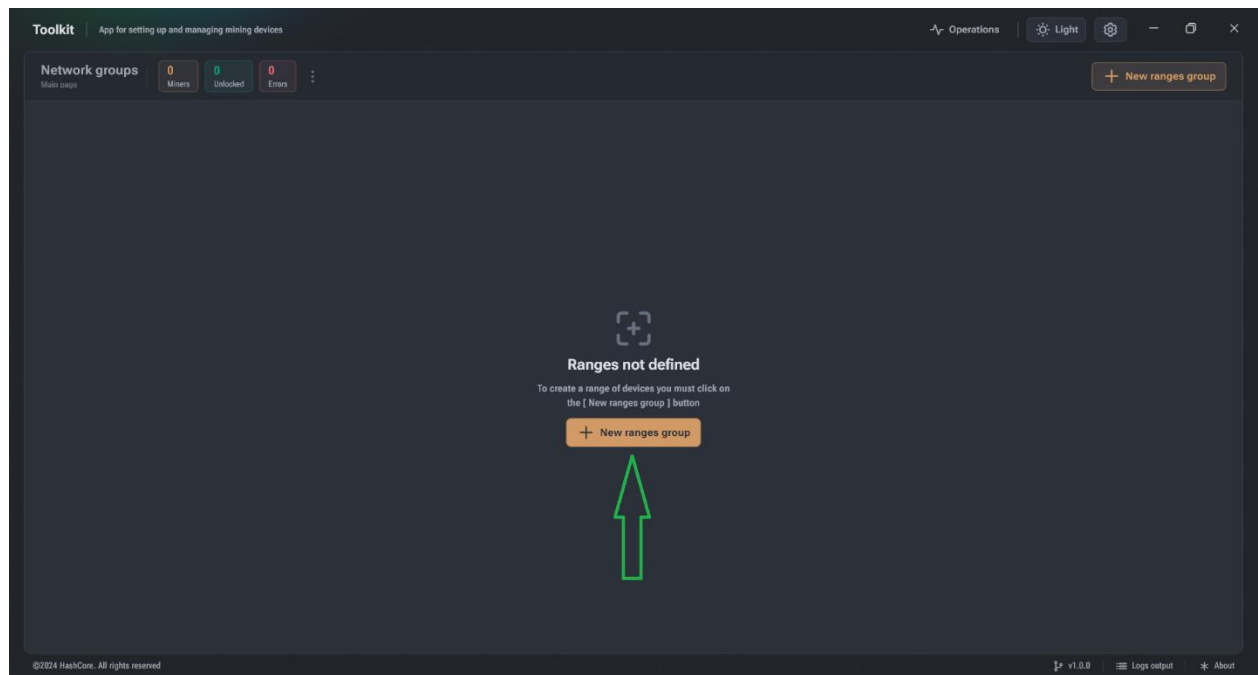 Toolkit
App for setting up and managing mining devices
Operations
Light
Network groups
Main page
0
Miners
0
Unlocked
0
Errors
New ranges group
Ranges not defined
To create a range of devices you must click on
the [ New ranges group ] button
New ranges group
©2024 HashCore. All rights reserved
v1.0.0
Logs output
About